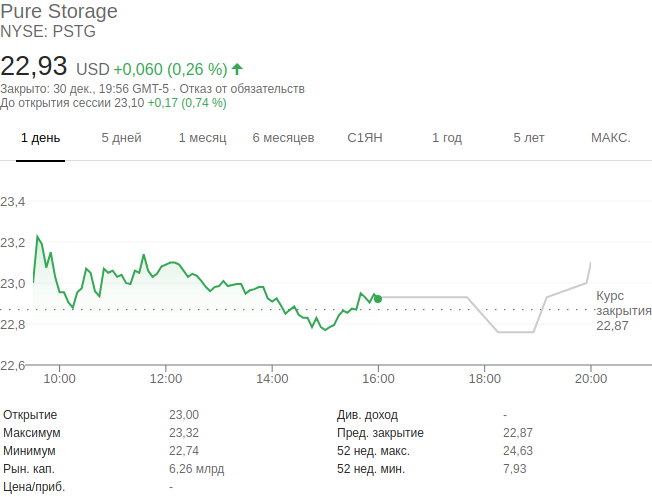 Pure Storage
NYSE: PSTG
22,93 USD +0,060 (0,26 %)
Закрыто: 30 дек., 19:56 GMT-5 · Отказ от обязательств
До открытия сессии 23,10 +0,17 (0,74 %)
1 день 5 дней 1 месяц 6 месяцев С1ЯН 1 год 5 лет МАКС.
23,4
23,2
23,0
22,8
22,6
Курс
закрытия
22,87
10:00 12:00 14:00 16:00 18:00 20:00
Открытие 23,00 Див. доход -
Максимум 23,32 Пред. закрытие 22,87
Минимум 22,74 52 нед. макс. 24,63
Рын. кап. 6,26 млрд 52 нед. мин. 7,93
Цена/приб. -